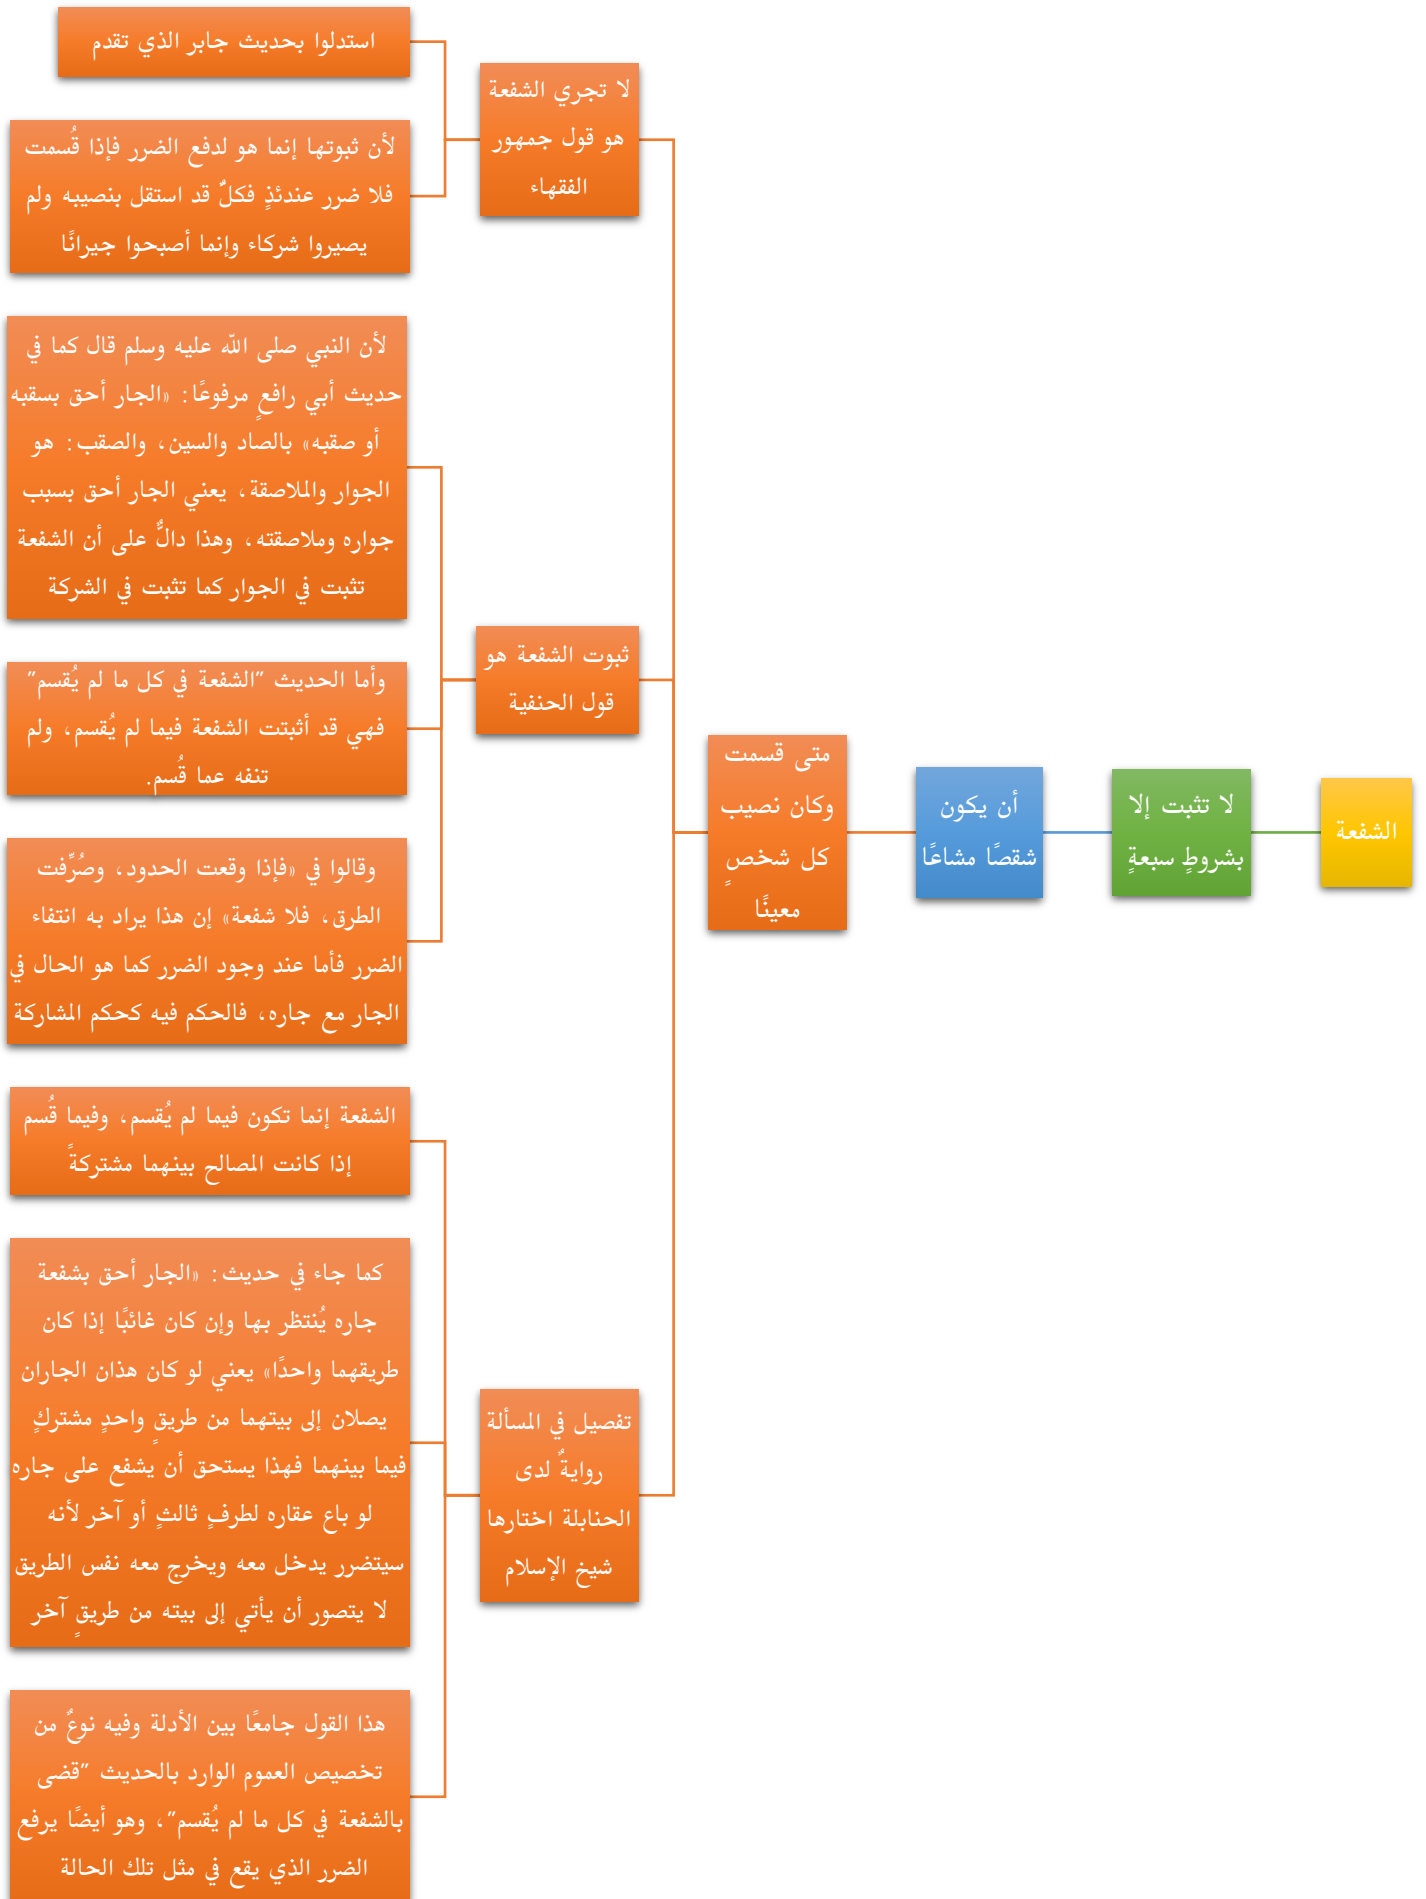 الشفعة
لا تثبت إلا
بشروطٍ سبعةٍ
أن يكون
شقصًا مشاعًا
متى قسمت
وكان نصيب
كل شخصٍ
معينًا
لا تجري الشفعة
هو قول جمهور
الفقهاء
استدلوا بحديث جابر الذي تقدم
لأن ثبوتها إنما هو لدفع الضرر فإذا قُسمت
فلا ضرر عندئذٍ فكلٌ قد استقل بنصيبه ولم
يصيروا شركاء وإنما أصبحوا جيرانًا
ثبوت الشفعة هو
قول الحنفية
لأن النبي صلى الله عليه وسلم قال كما في
حديث أبي رافعٍ مرفوعًا: «الجار أحق بسقبه
أو صقبه» بالصاد والسين، والصقب: هو
الجوار والملاصقة، يعني الجار أحق بسبب
جواره وملاصقته، وهذا دالٌّ على أن الشفعة
تثبت في الجوار كما تثبت في الشركة
وأما الحديث "الشفعة في كل ما لم يُقسم"
فهي قد أثبتت الشفعة فيما لم يُقسم، ولم
تنفه عما قُسم.
وقالوا في «فإذا وقعت الحدود، وصُرِّفت
الطرق، فلا شفعة» إن هذا يراد به انتفاء
الضرر فأما عند وجود الضرر كما هو الحال في
الجار مع جاره، فالحكم فيه كحكم المشاركة
تفصيل في المسألة
روايةٌ لدى
الحنابلة اختارها
شيخ الإسلام
الشفعة إنما تكون فيما لم يُقسم، وفيما قُسم
إذا كانت المصالح بينهما مشتركةً
كما جاء في حديث: «الجار أحق بشفعة
جاره يُنتظر بها وإن كان غائبًا إذا كان
طريقهما واحدًا» يعني لو كان هذان الجاران
يصلان إلى بيتهما من طريقٍ واحدٍ مشتركٍ
فيما بينهما فهذا يستحق أن يشفع على جاره
لو باع عقاره لطرفٍ ثالثٍ أو آخر لأنه
سيتضرر يدخل معه ويخرج معه نفس الطريق
لا يتصور أن يأتي إلى بيته من طريقٍ آخر
هذا القول جامعًا بين الأدلة وفيه نوعٌ من
تخصيص العموم الوارد بالحديث "قضى
بالشفعة في كل ما لم يُقسم"، وهو أيضًا يرفع
الضرر الذي يقع في مثل تلك الحالة